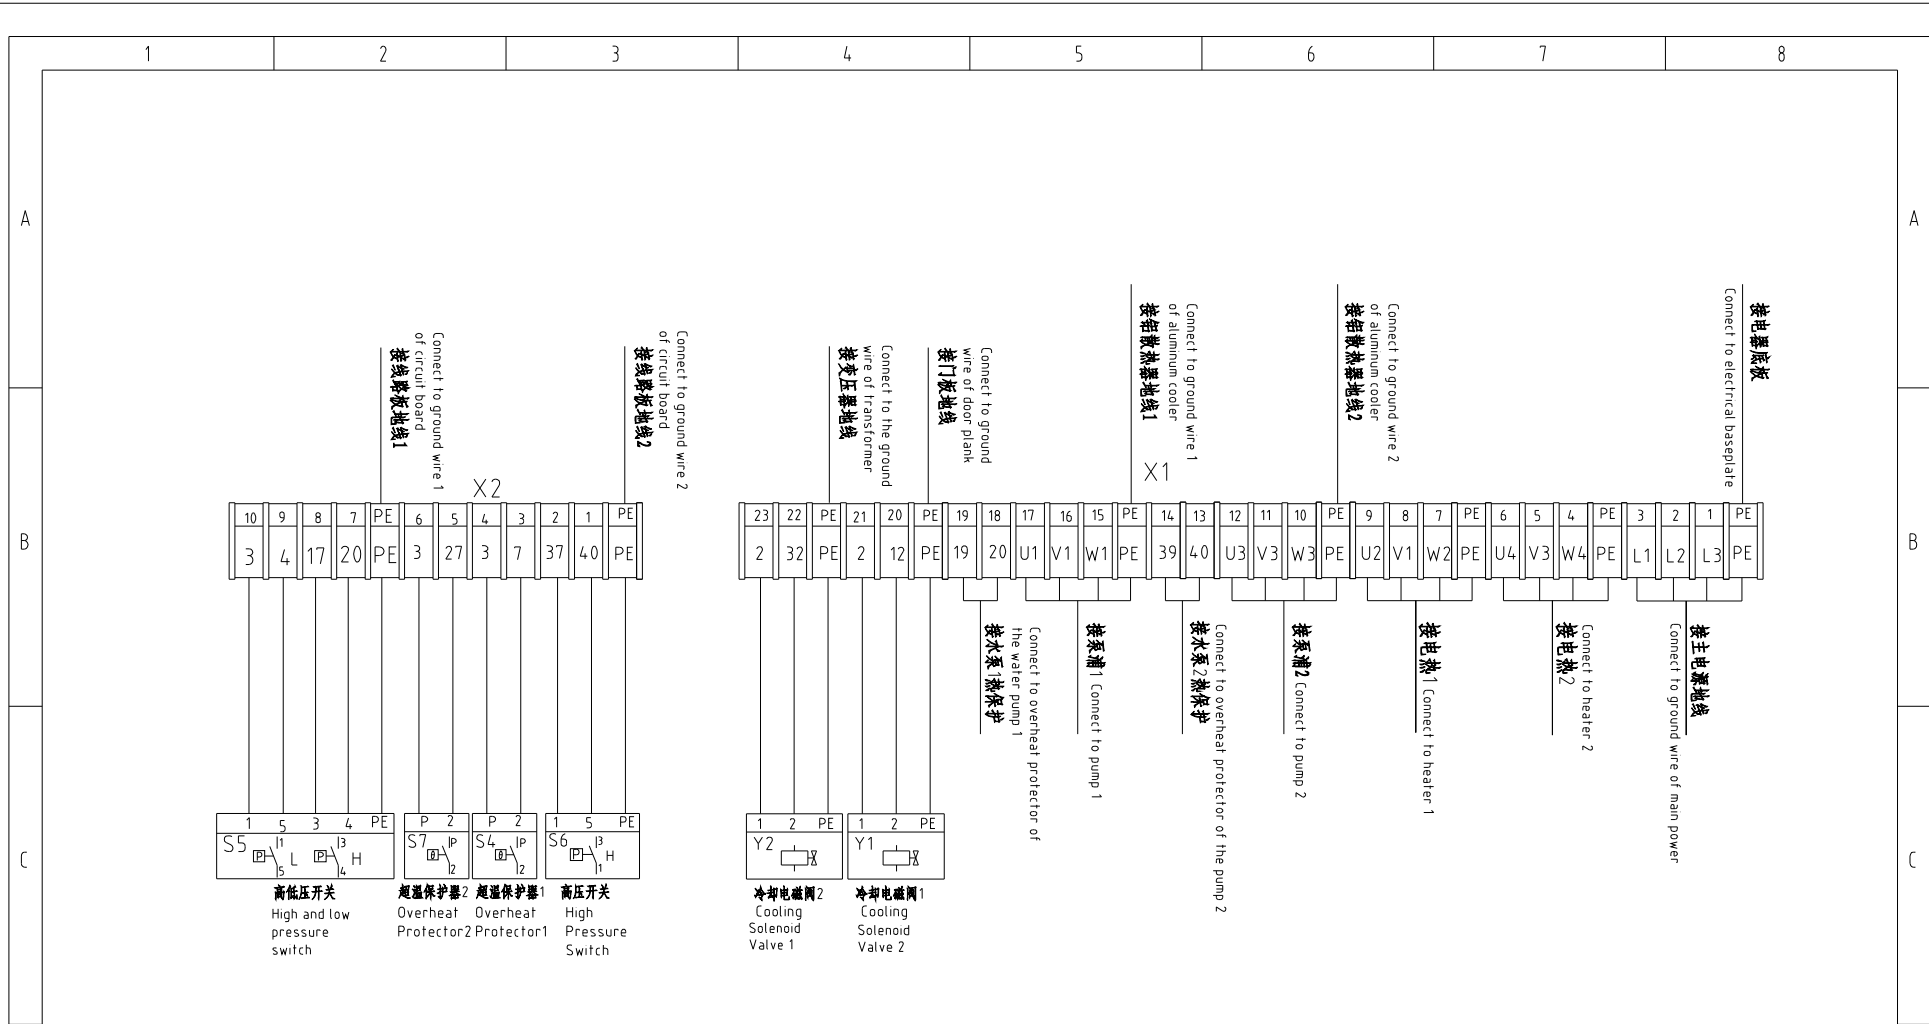 1 2 3 4 5 6 7 8
A A
接线路板地线1
Connect to ground wire 1
of circuit board
接线路板地线2
Connect to ground wire 2
of circuit board
接变压器地线
Connect to the ground
wire of transformer
接门板地线
Connect to ground
wire of door plank
接铝散热器地线1
Connect to ground wire 1
of aluminum cooler
接铝散热器地线2
Connect to ground wire 2
of aluminum cooler
接电器底板
Connect to electrical baseplate
X2
X1
B B
10 9 8 7 PE 6 5 4 3 2 1 PE
3 4 17 20 PE 3 27 3 7 37 40 PE
23 22 PE 21 20 PE 19 18 17 16 15 PE 14 13 12 11 10 PE 9 8 7 PE 6 5 4 PE 3 2 1 PE
2 32 PE 2 12 PE 19 20 U1 V1 W1 PE 39 40 U3 V3 W3 PE U2 V1 W2 PE U4 V3 W4 PE L1 L2 L3 PE
接水泵1热保护
Connect to overheat protector of
the water pump 1
接泵浦1 Connect to pump 1
接水泵2热保护
Connect to overheat protector of the pump 2
接泵浦2 Connect to pump 2
接电热1 Connect to heater 1
接电热2
Connect to heater 2
接主电源地线
Connect to ground wire of main power
C C
1 5 3 4 PE
S5 P 1 5 L P 3 4 H
高低压开关
High and low
pressure
switch
P 2
S7 θ P 2
超温保护器2
Overheat
Protector2
P 2
S4 θ P 2
超温保护器1
Overheat
Protector1
1 5 PE
S6 P 3 1 H
高压开关
High
Pressure
Switch
1 2 PE
Y2
冷却电磁阀2
Cooling
Solenoid
Valve 1
1 2 PE
Y1
冷却电磁阀1
Cooling
Solenoid
Valve 2